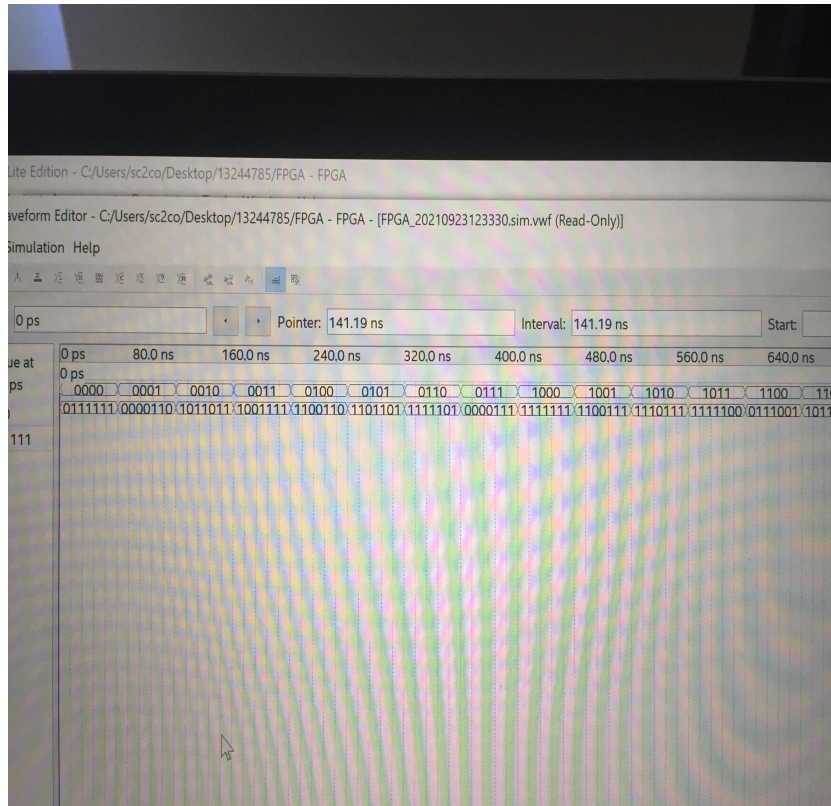 Lite Edition - C:/Users/sc2co/Desktop/13244785/FPGA - FPGA
aveform Editor - C:/Users/sc2co/Desktop/13244785/FPGA - FPGA - [FPGA_20210923123330.sim.vwf (Read-Only)]
Simulation Help
0 ps Pointer: 141.19 ns Interval: 141.19 ns Start:
ue at 0 ps 80.0 ns 160.0 ns 240.0 ns 320.0 ns 400.0 ns 480.0 ns 560.0 ns 640.0 ns
ps 0 ps
0000 0001 0010 0011 0100 0101 0110 0111 1000 1001 1010 1011 1100 11
0111111 0000110 1011011 1001111 1100110 1101101 1111101 0000111 1111111 1100111 1110111 1111100 0111001 1011
111